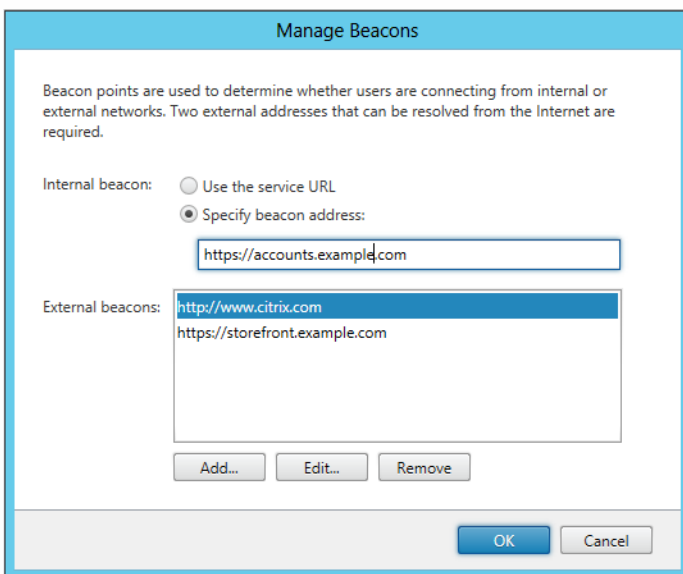 Manage Beacons
Beacon points are used to determine whether users are connecting from internal or
external networks. Two external addresses that can be resolved from the Internet are
required.
Internal beacon:
Use the service URL
Specify beacon address:
https://accounts.example.com
External beacons:
http://www.citrix.com
https://storefront.example.com
Add...
Edit...
Remove
OK
Cancel